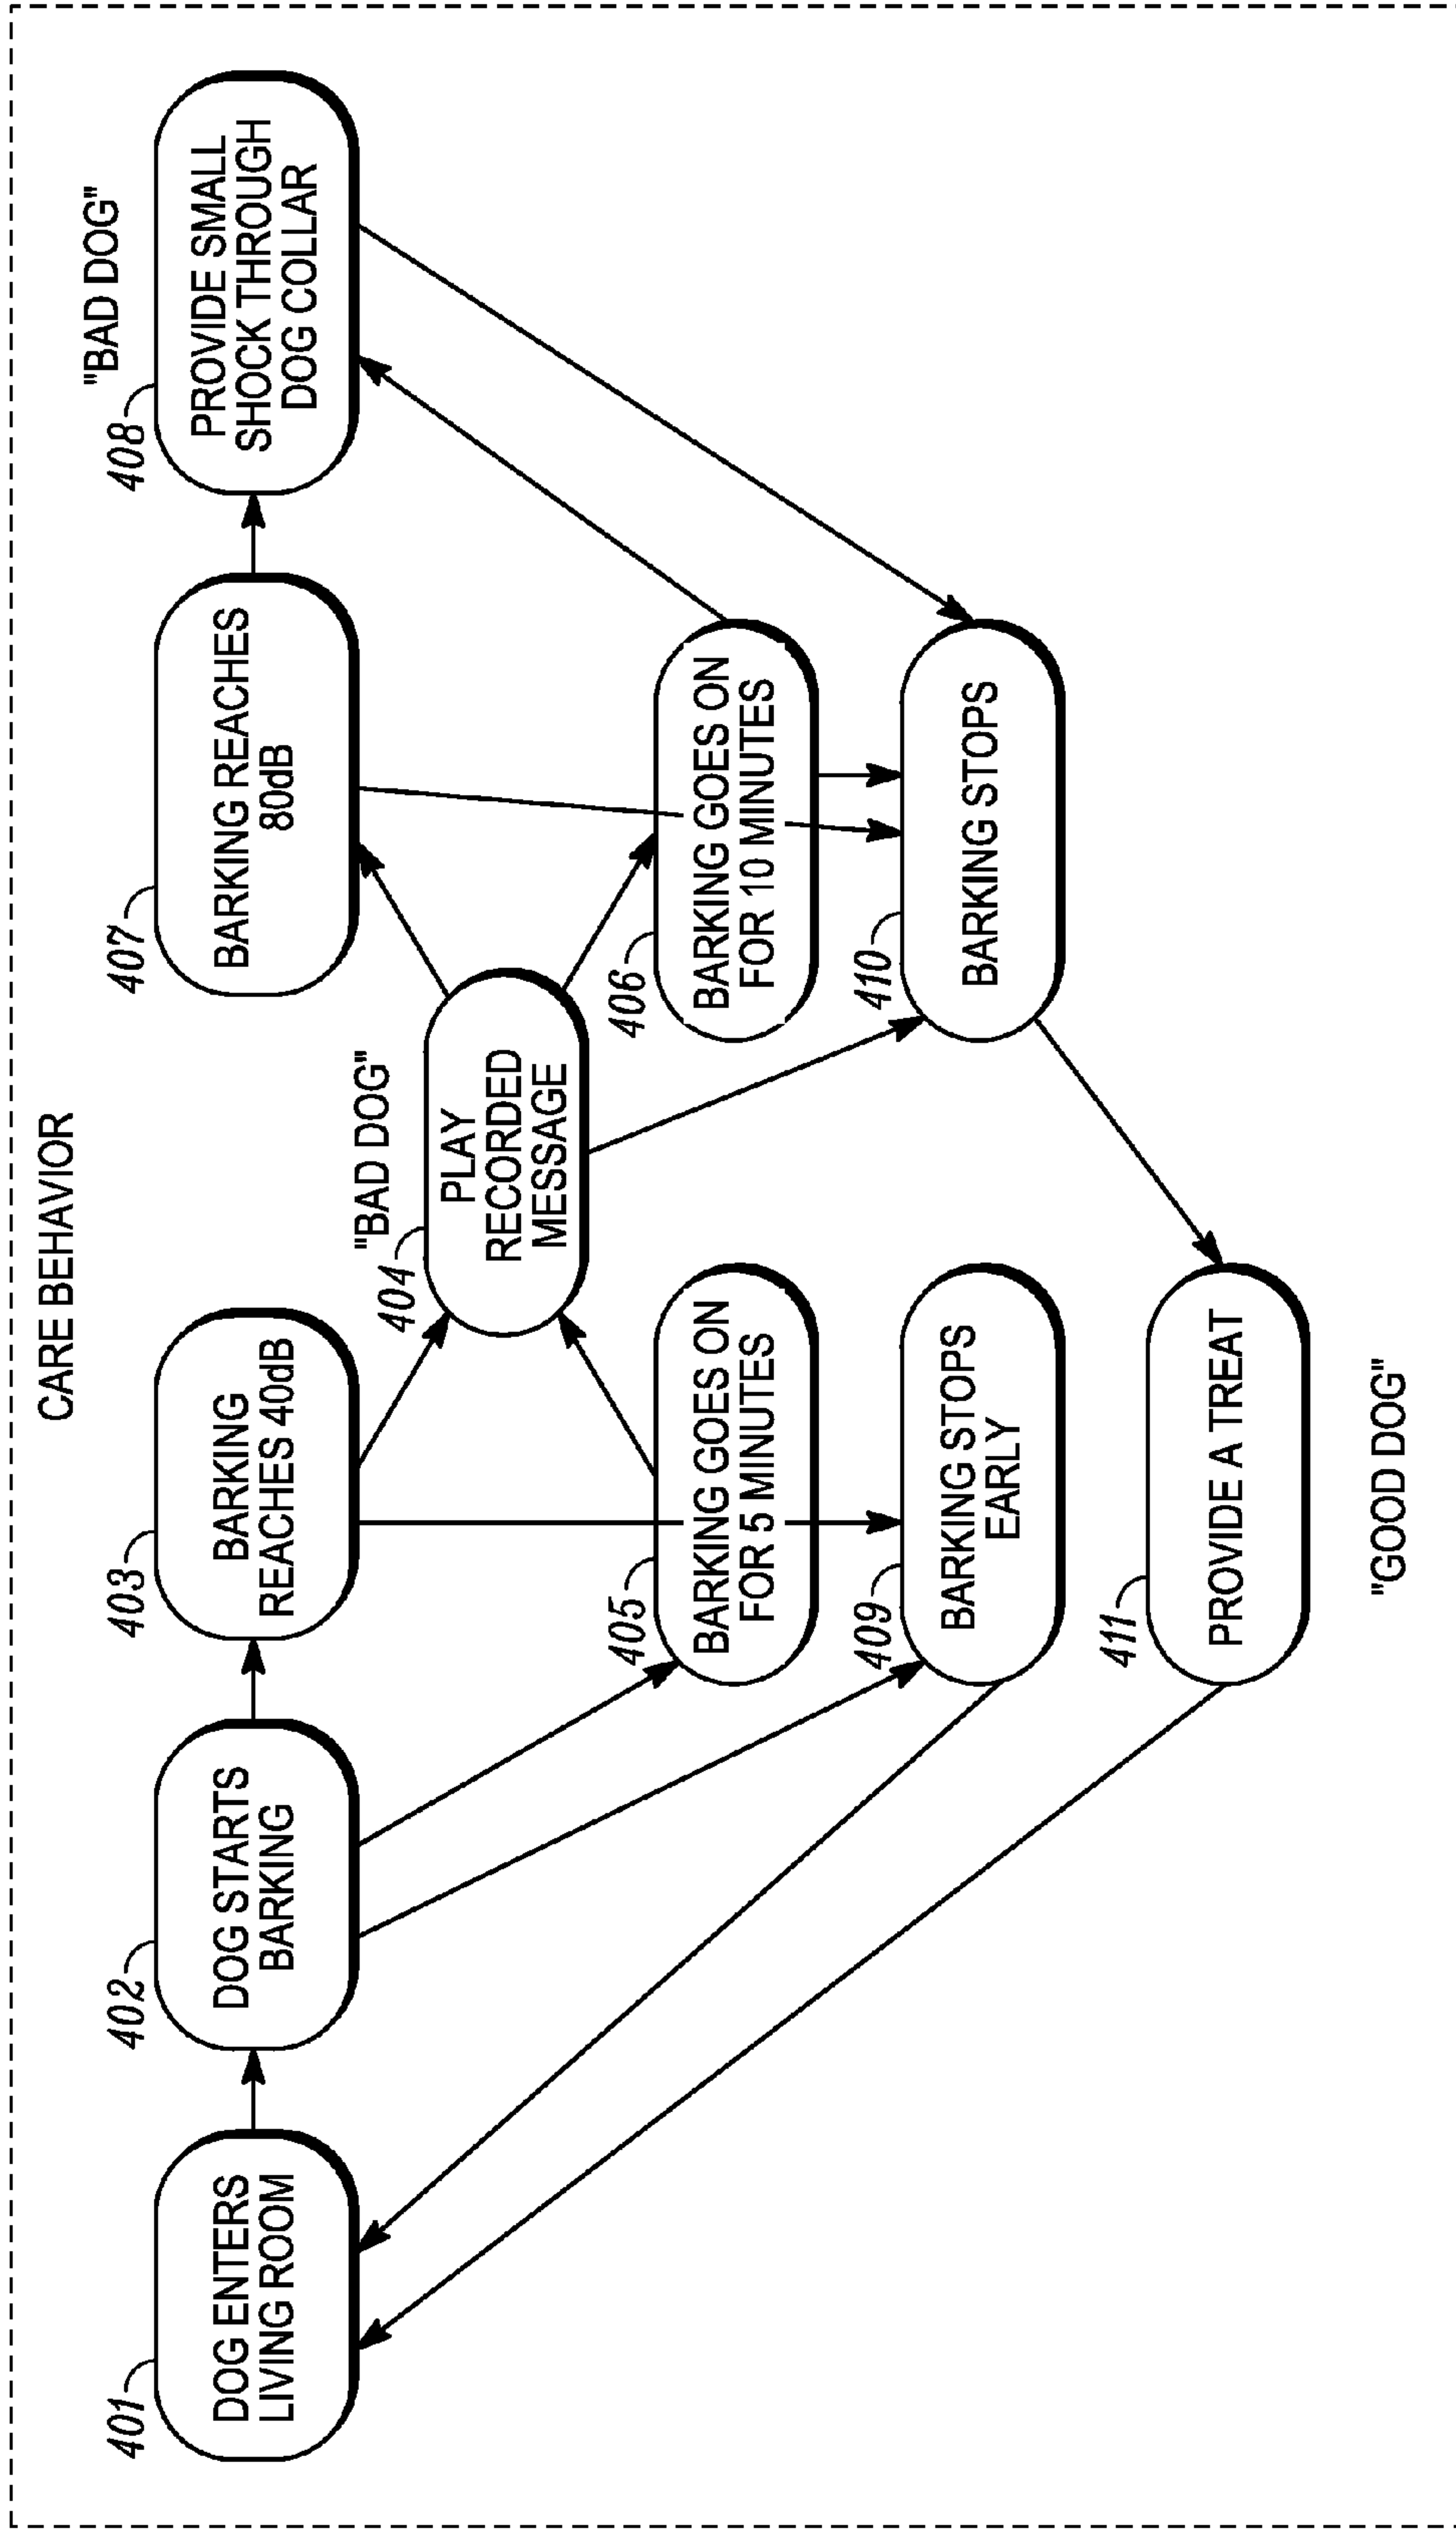 CARE BEHAVIOR
401
DOG ENTERS
LIVING ROOM
402
DOG STARTS
BARKING
403
BARKING
REACHES 40dB
"BAD DOG"
404
PLAY
RECORDED
MESSAGE
407
BARKING REACHES
80dB
"BAD DOG"
408
PROVIDE SMALL
SHOCK THROUGH
DOG COLLAR
405
BARKING GOES ON
FOR 5 MINUTES
406
BARKING GOES ON
FOR 10 MINUTES
409
BARKING STOPS
EARLY
410
BARKING STOPS
411
PROVIDE A TREAT
"GOOD DOG"